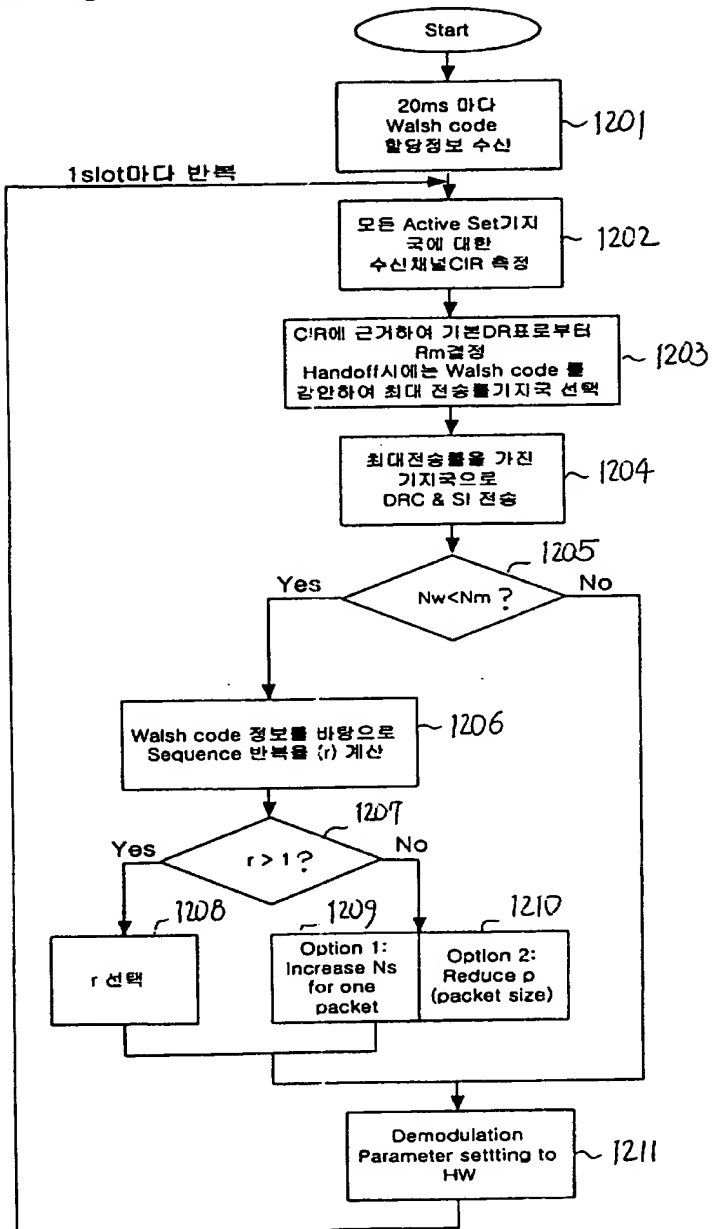 Start
20ms 마다
Walsh code
할당정보 수신
1201
1slot마다 반복
모든 Active Set기지
국에 대한
수신채널CIR 측정
1202
CIR에 근거하여 기본DR표로부터
Rm결정
Handoff시에는 Walsh code 를
감안하여 최대 전송률기지국 선택
1203
최대전송률을 가진
기지국으로
DRC & SI 전송
1204
1205
Yes
Nw<Nm ?
No
Walsh code 정보를 바탕으로
Sequence 반복율 (r) 계산
1206
1207
Yes
r > 1 ?
No
1208
r 선택
1209
Option 1:
Increase Ns
for one
packet
1210
Option 2:
Reduce p
(packet size)
Demodulation
Parameter settting to
HW
1211